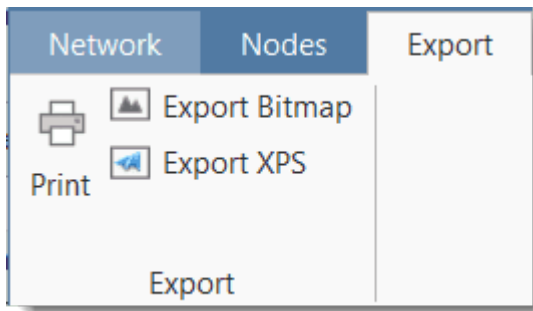 Network Nodes Export
Export Bitmap
Export XPS
Print
Export